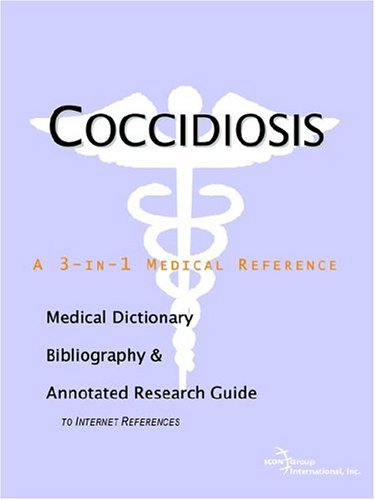 COCCIDIOSIS
A 3-IN-1 MEDICAL REFERENCE
Medical Dictionary
Bibliography &
Annotated Research Guide
TO INTERNET REFERENCES
ICON Group
International, Inc.